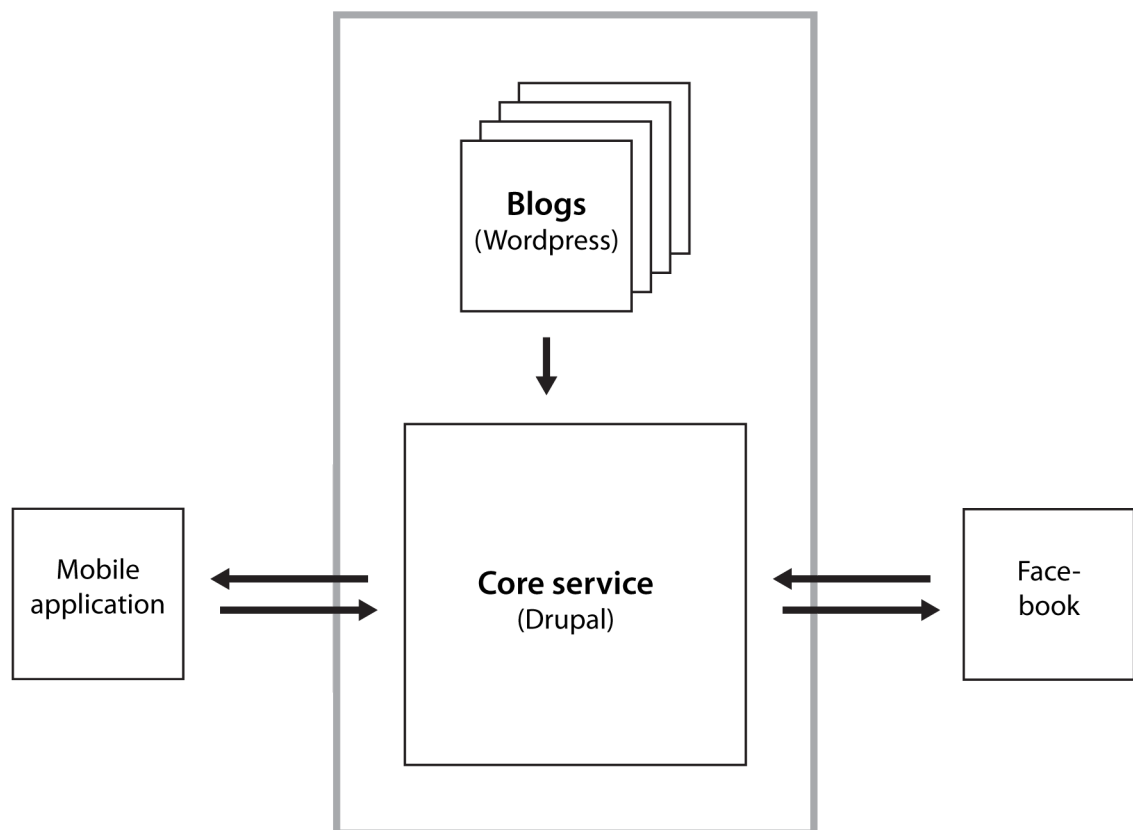 Blogs
(Wordpress)
Mobile
application
Core service
(Drupal)
Face-
book